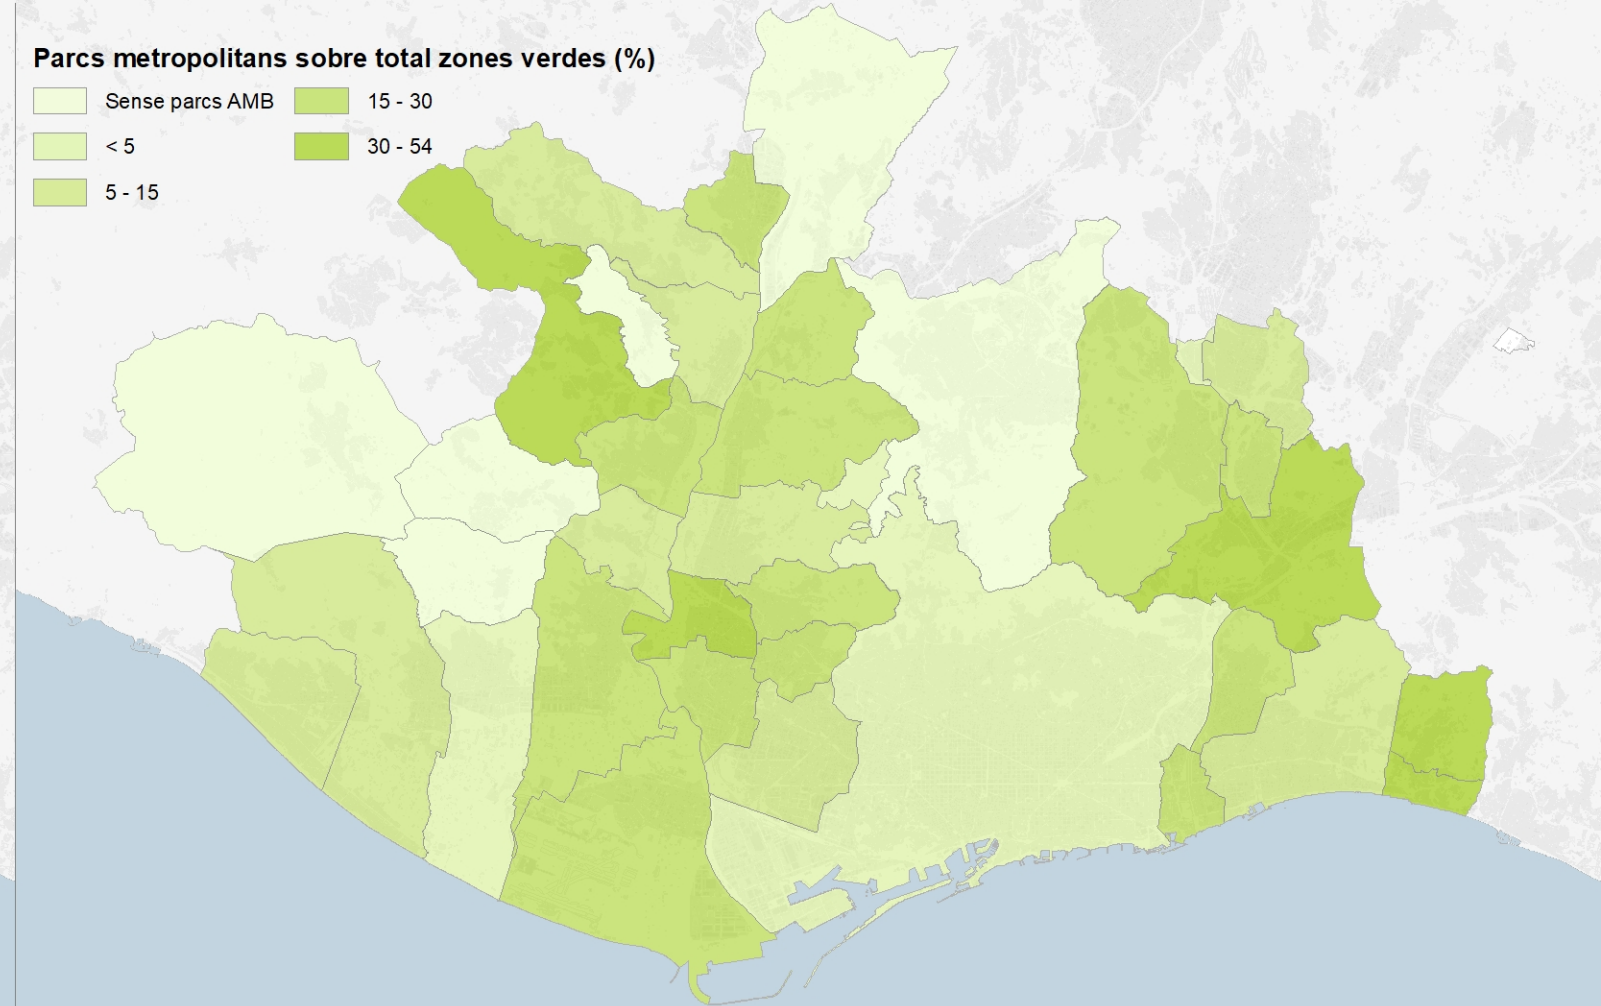 Parcs metropolitans sobre total zones verdes (%)
Sense parcs AMB
< 5
5 - 15
15 - 30
30 - 54